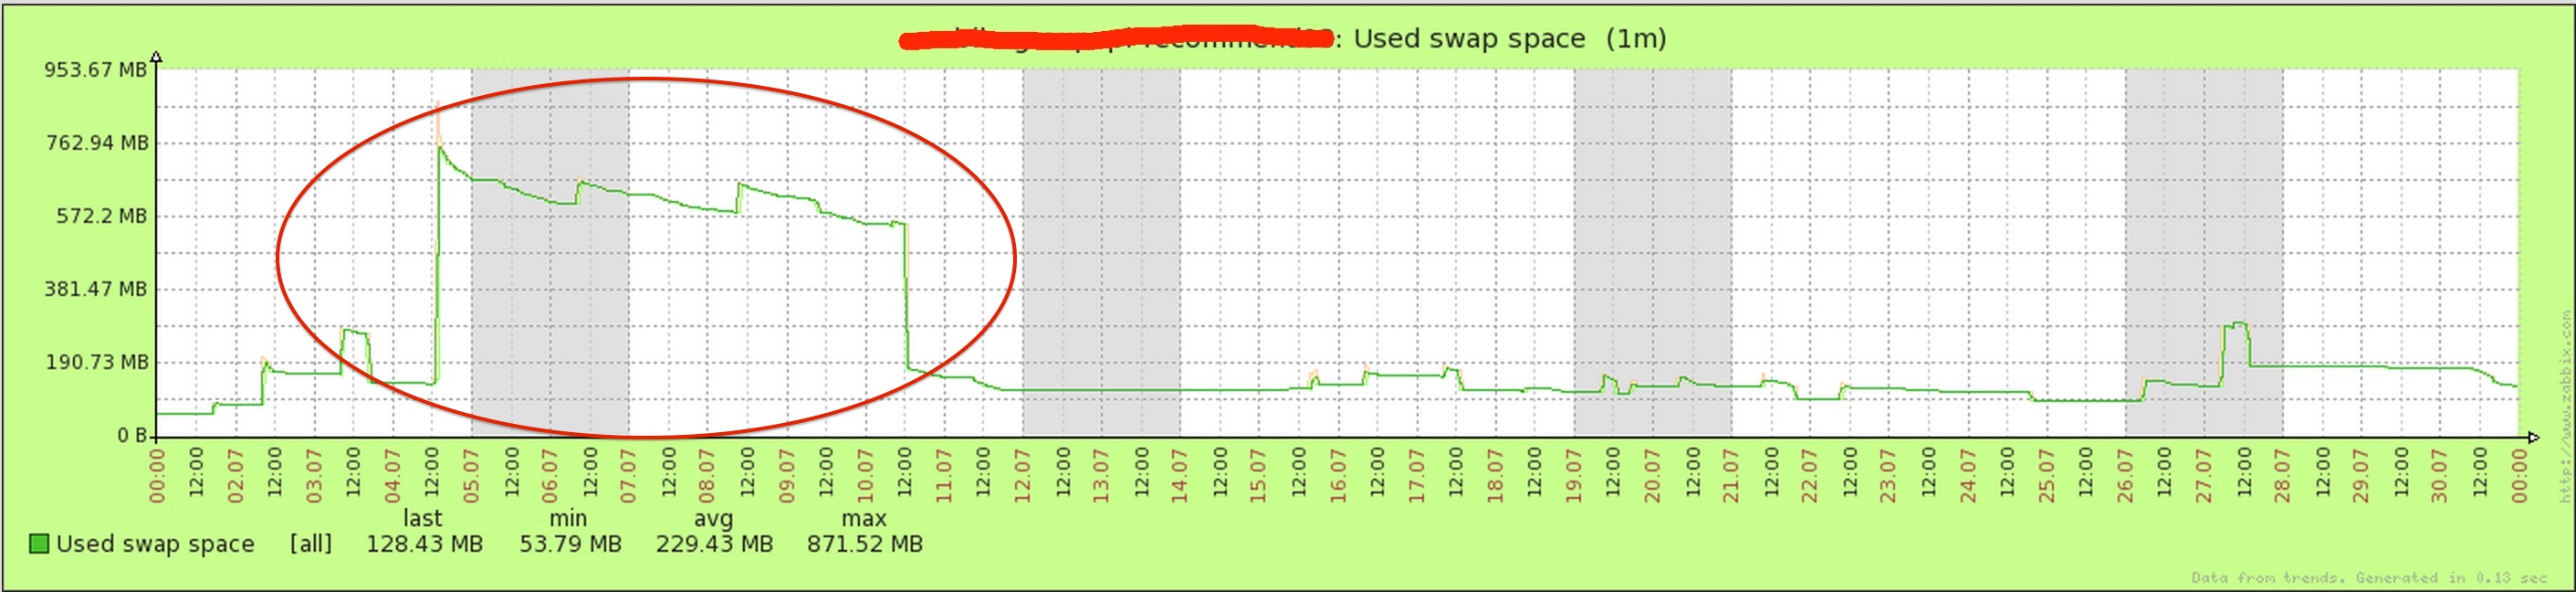 : Used swap space (1m)
953.67 MB
762.94 MB
572.2 MB
381.47 MB
190.73 MB
0 B
00:00 12:00 02.07 12:00 03.07 12:00 04.07 12:00 05.07 12:00 06.07 12:00 07.07 12:00 08.07 12:00 09.07 12:00 10.07 12:00 11.07 12:00 12.07 12:00 13.07 12:00 14.07 12:00 15.07 12:00 16.07 12:00 17.07 12:00 18.07 12:00 19.07 12:00 20.07 12:00 21.07 12:00 22.07 12:00 23.07 12:00 24.07 12:00 25.07 12:00 26.07 12:00 27.07 12:00 28.07 12:00 29.07 12:00 30.07 12:00 00:00
last min avg max
Used swap space [all] 128.43 MB 53.79 MB 229.43 MB 871.52 MB
http://www.zabbix.com
Data from trends. Generated in 0.13 sec